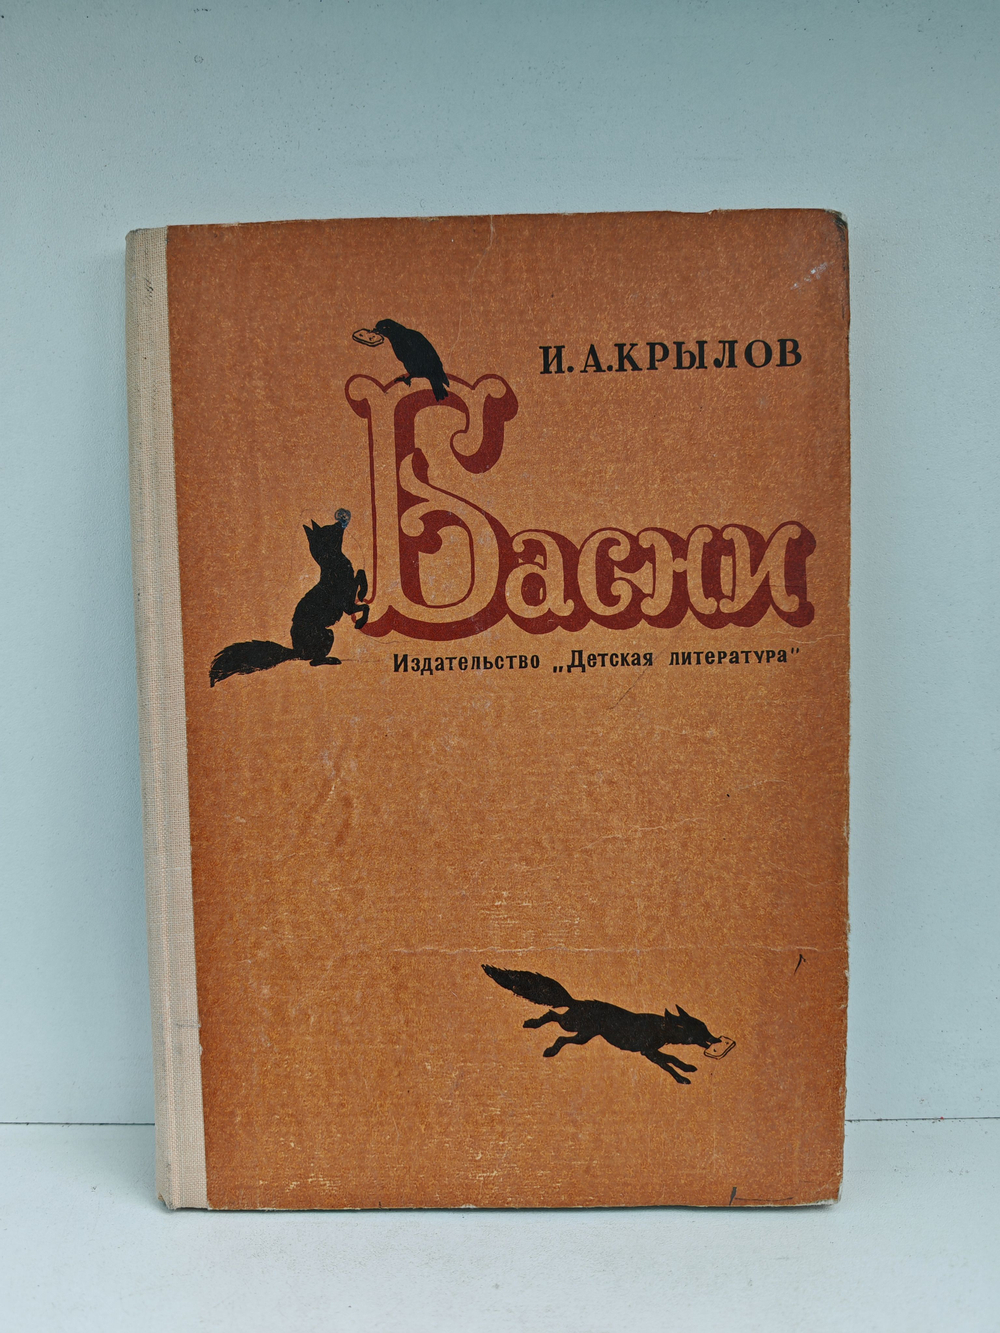 И. А. КРЫЛОВ
Басни
Издательство „Детская литература"